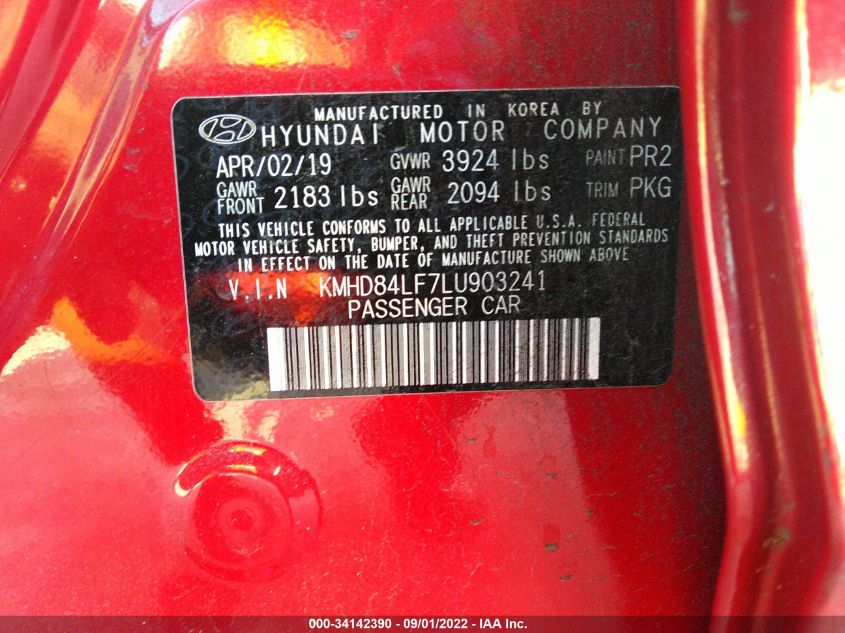 MANUFACTURED IN KOREA BY
HYUNDAI MOTOR COMPANY
APR/02/19 GVWR 3924 lbs PAINT PR2
GAWR FRONT 2183 lbs GAWR REAR 2094 lbs TRIM PKG
THIS VEHICLE CONFORMS TO ALL APPLICABLE U.S.A. FEDERAL
MOTOR VEHICLE SAFETY, BUMPER, AND THEFT PREVENTION STANDARDS
IN EFFECT ON THE DATE OF MANUFACTURE SHOWN ABOVE
V.I.N KMHD84LF7LU903241
PASSENGER CAR
000-34142390 - 09/01/2022 - IAA Inc.